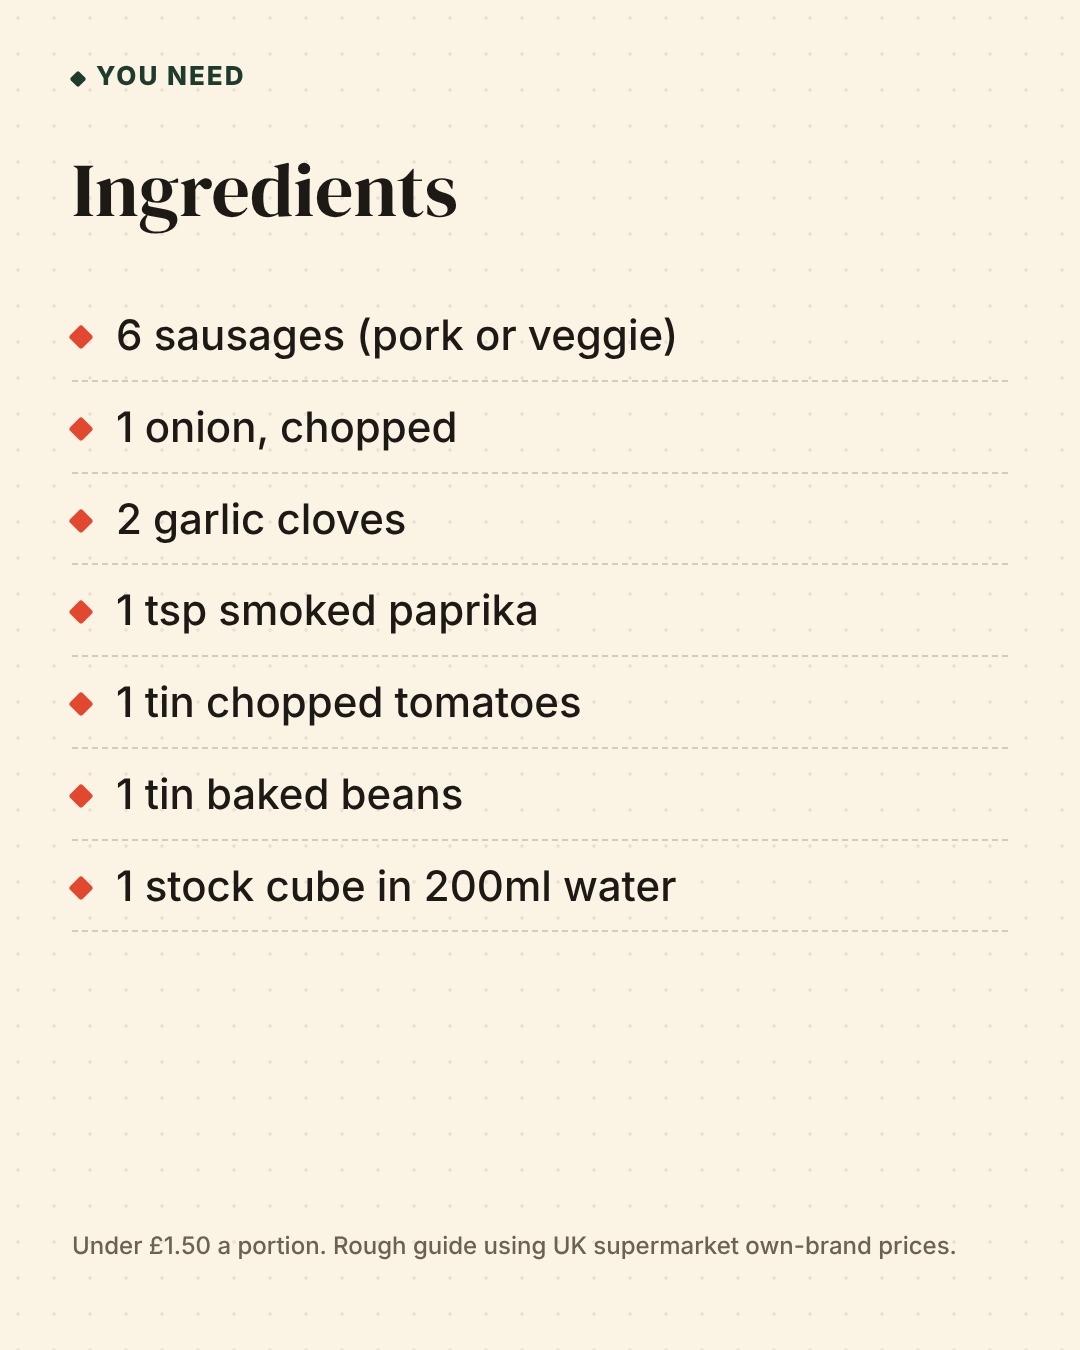 YOU NEED
Ingredients
6 sausages (pork or veggie)
1 onion, chopped
2 garlic cloves
1 tsp smoked paprika
1 tin chopped tomatoes
1 tin baked beans
1 stock cube in 200ml water
Under £1.50 a portion. Rough guide using UK supermarket own-brand prices.